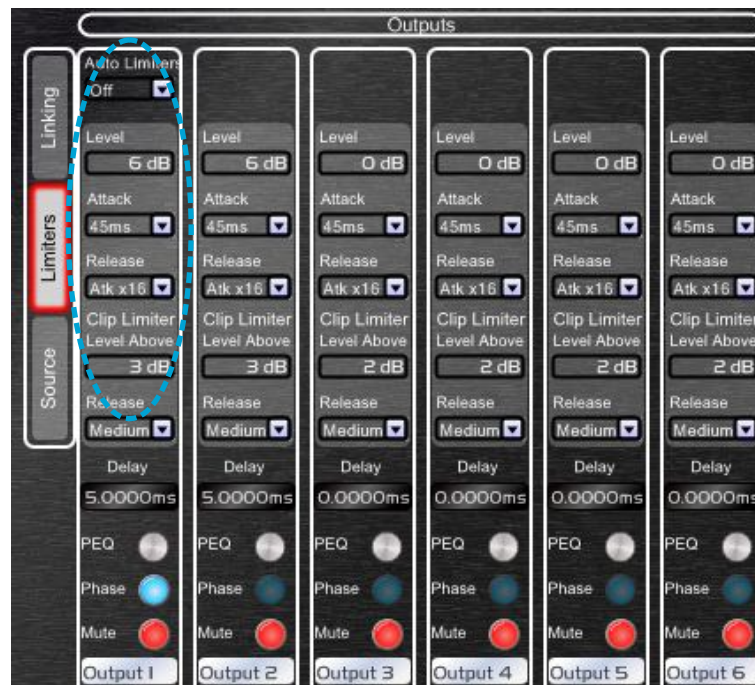 Outputs
Linking
Limiters
Source
Auto Limiters
Off
Level
6 dB
Attack
45ms
Release
Atk x16
Clip Limiter
Level Above
3 dB
Release
Medium
Delay
5.0000ms
PEQ
Phase
Mute
Output 1
Level
6 dB
Attack
45ms
Release
Atk x16
Clip Limiter
Level Above
3 dB
Release
Medium
Delay
5.0000ms
PEQ
Phase
Mute
Output 2
Level
0 dB
Attack
45ms
Release
Atk x16
Clip Limiter
Level Above
2 dB
Release
Medium
Delay
0.0000ms
PEQ
Phase
Mute
Output 3
Level
0 dB
Attack
45ms
Release
Atk x16
Clip Limiter
Level Above
2 dB
Release
Medium
Delay
0.0000ms
PEQ
Phase
Mute
Output 4
Level
0 dB
Attack
45ms
Release
Atk x16
Clip Limiter
Level Above
2 dB
Release
Medium
Delay
0.0000ms
PEQ
Phase
Mute
Output 5
Level
0 dB
Attack
45ms
Release
Atk x16
Clip Limiter
Level Above
2 dB
Release
Medium
Delay
0.0000ms
PEQ
Phase
Mute
Output 6